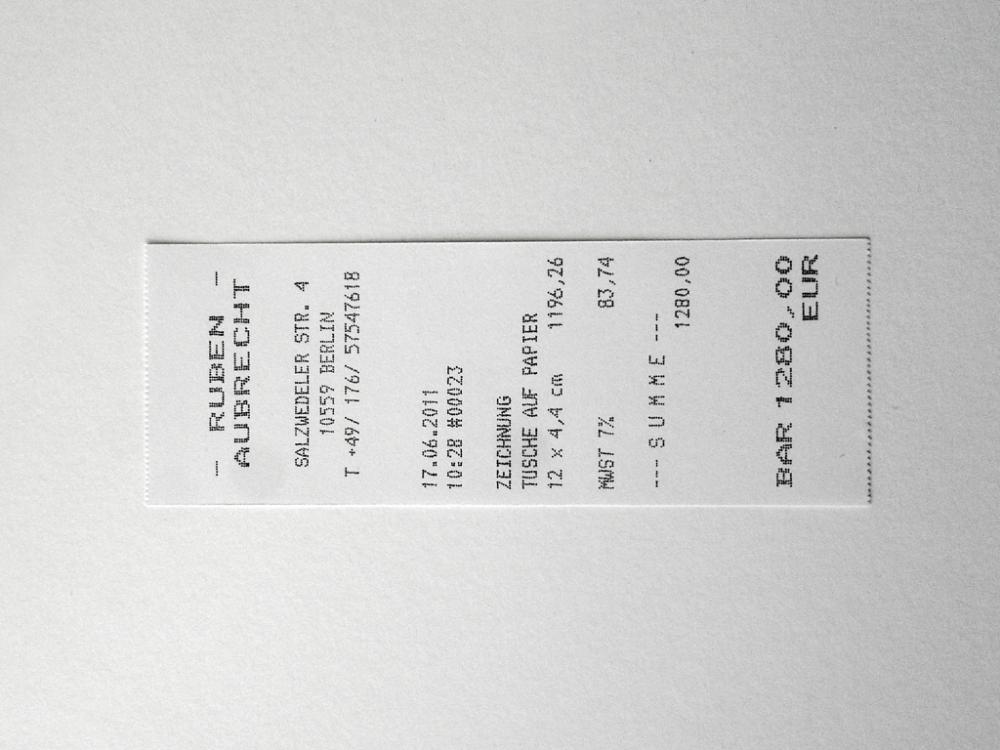 — RUBEN —
AUBRECHT
SALZWEDELER STR. 4
10559 BERLIN
T +49/ 176/ 57547618
17.06.2011
10:28 #00023
ZEICHNUNG
TUSCHE AUF PAPIER
12 x 4,4 cm 1196,26
MWST 7% 83,74
--- S U M M E ---
1280,00
BAR 1280,00
EUR